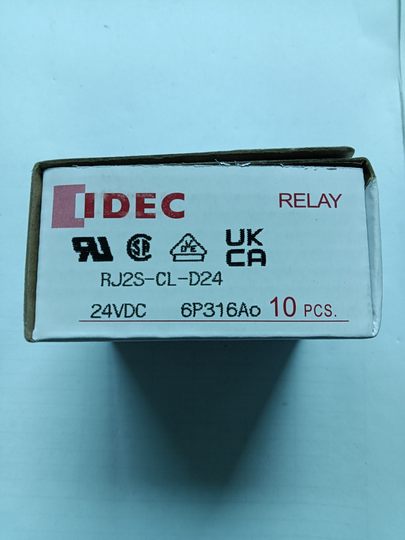 IDEC RELAY
UK
CA
RJ2S-CL-D24
24VDC 6P316Ao 10 PCS.